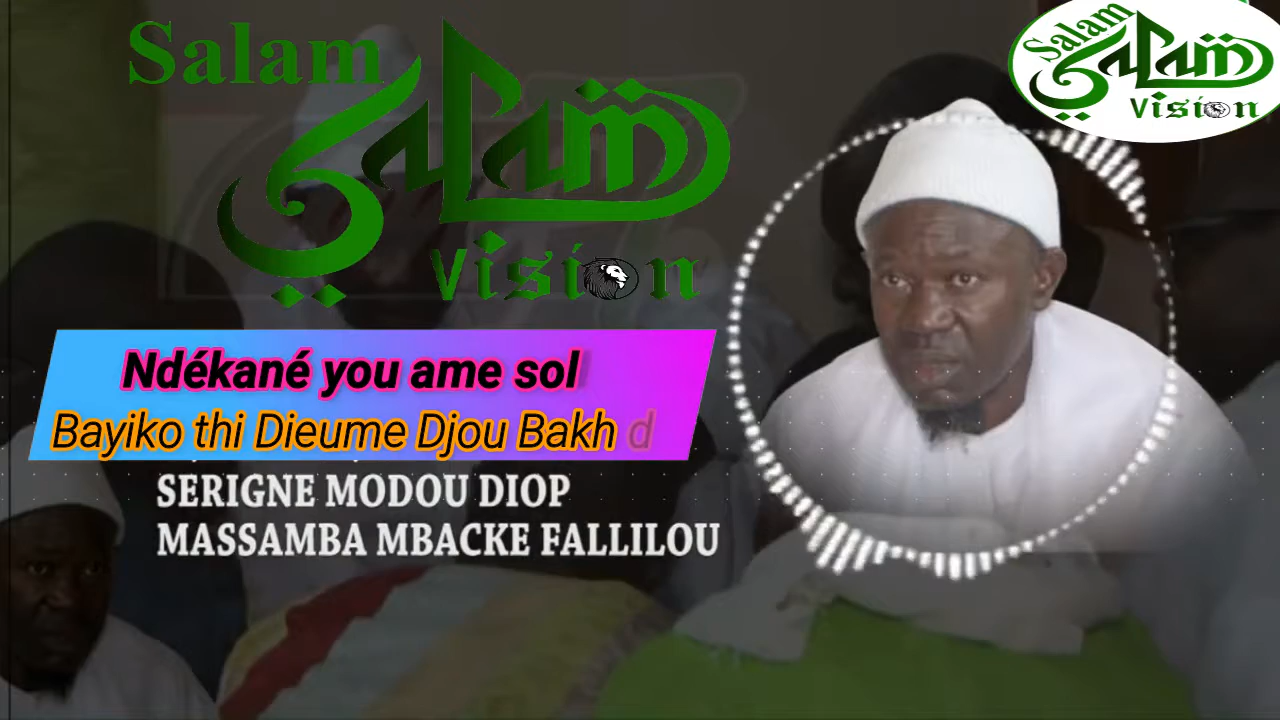 Salam
Salam
Vision
Salam
Salam
Vision
Ndékané you ame sol
Bayiko thi Dieume Djou Bakh d
SERIGNE MODOU DIOP
MASSAMBA MBACKE FALLILOU